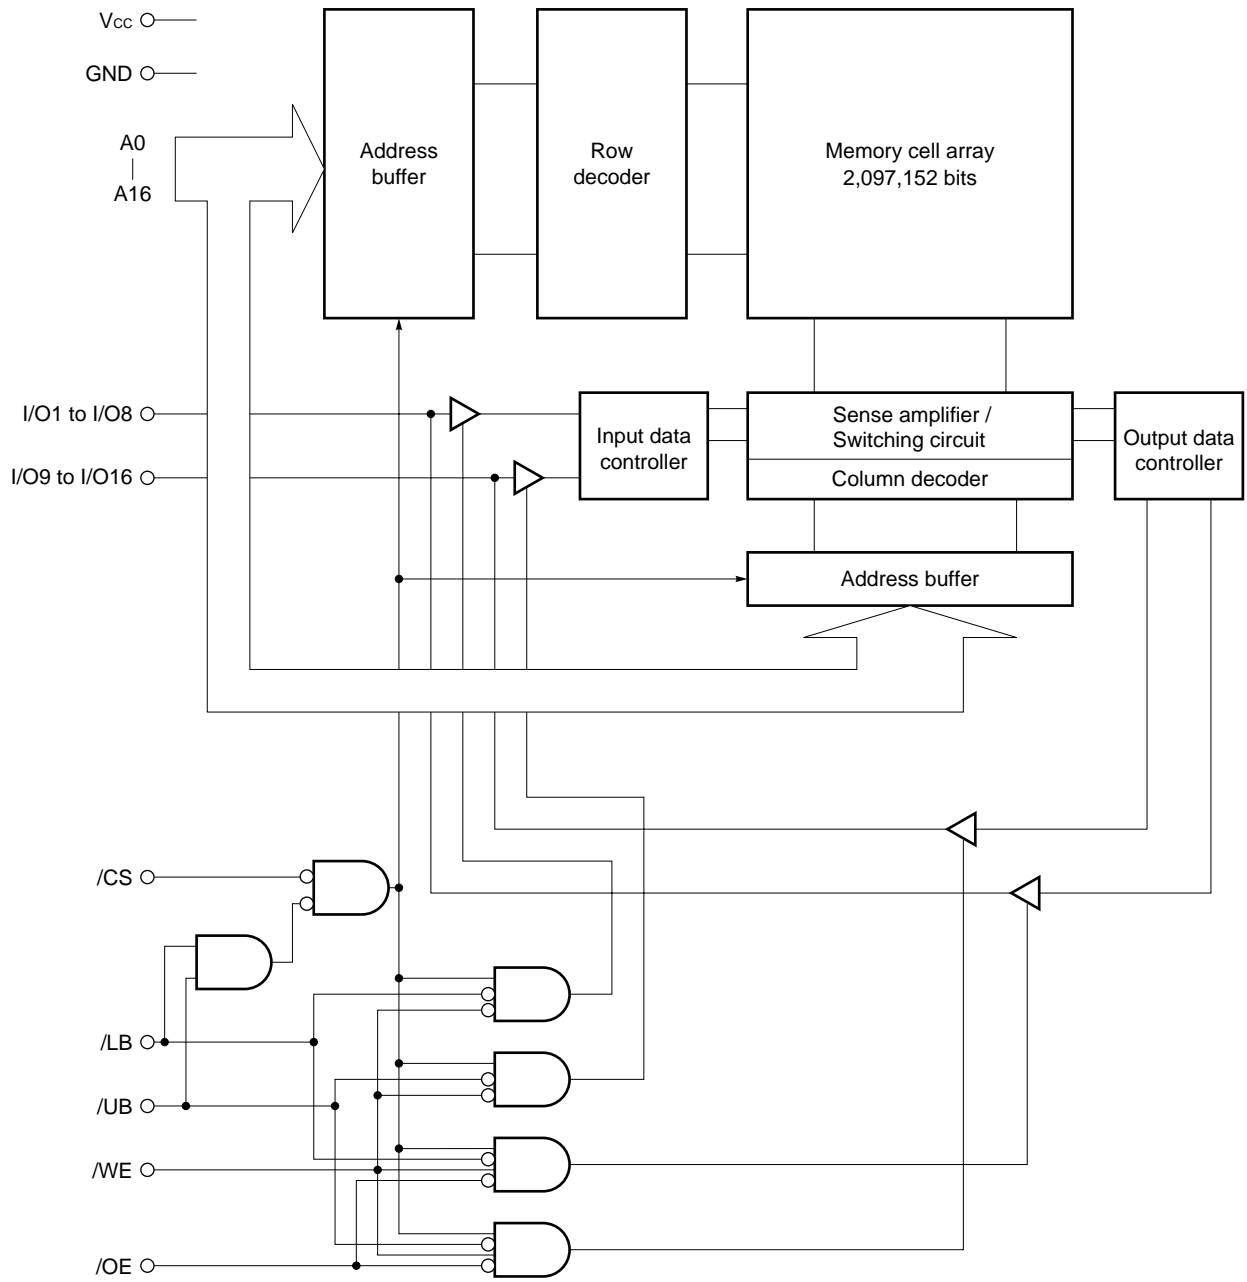 Vcc
GND
A0
A16
Address
buffer
Row
decoder
Memory cell array
2,097,152 bits
I/O1 to I/O8
I/O9 to I/O16
Input data
controller
Sense amplifier /
Switching circuit
Column decoder
Output data
controller
Address buffer
/CS
/LB
/UB
/WE
/OE